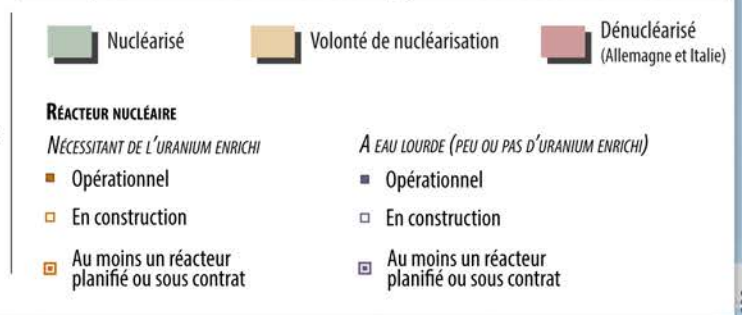 Nucléarisé
Volonté de nucléarisation
Dénucléarisé
(Allemagne et Italie)
RÉACTEUR NUCLÉAIRE
NÉCESSITANT DE L'URANIUM ENRICHI
Opérationnel
En construction
Au moins un réacteur
planifié ou sous contrat
A EAU LOURDE (PEU OU PAS D'URANIUM ENRICHI)
Opérationnel
En construction
Au moins un réacteur
planifié ou sous contrat